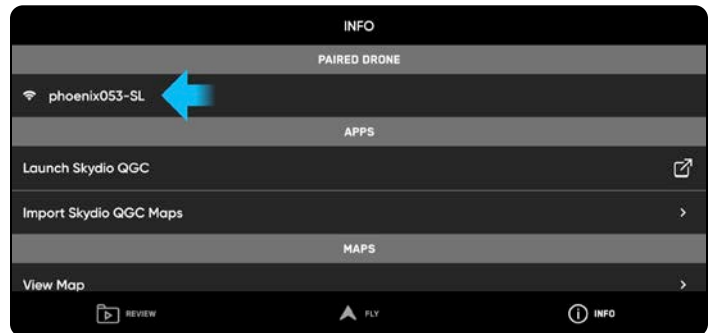 INFO
PAIRED DRONE
phoenix053-SL
APPS
Launch Skydio QGC
Import Skydio QGC Maps
MAPS
View Map
REVIEW
FLY
INFO